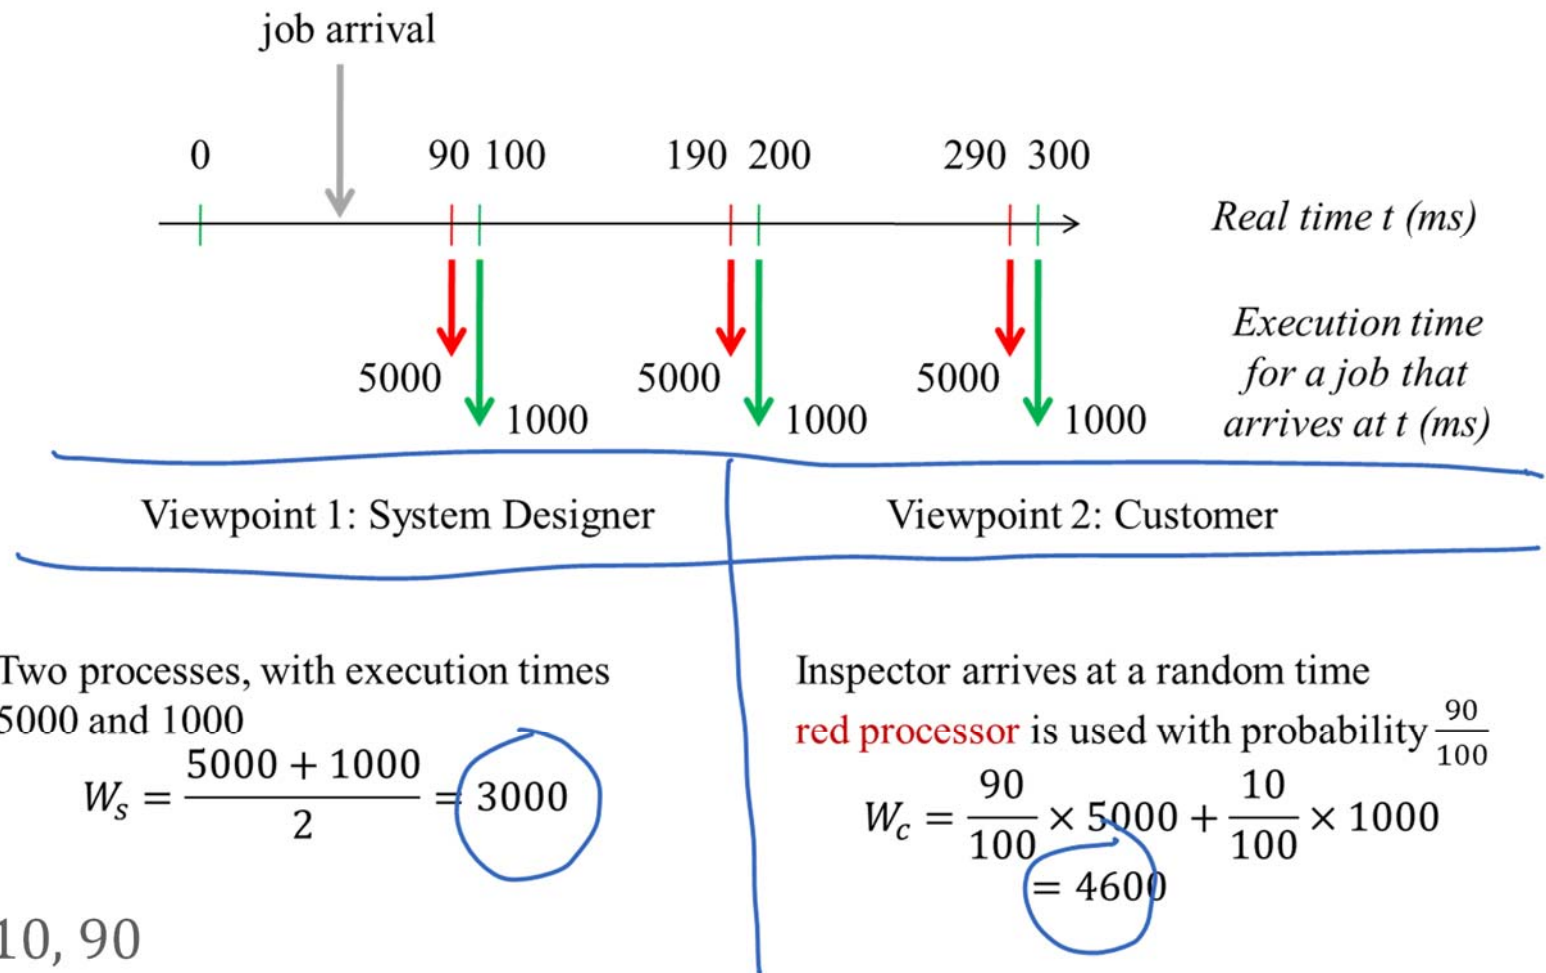 job arrival
0 90 100 190 200 290 300
Real time t (ms)
Execution time
for a job that
arrives at t (ms)
5000 5000 5000
1000 1000 1000
Viewpoint 1: System Designer
Viewpoint 2: Customer
Two processes, with execution times
5000 and 1000
W_s = (5000 + 1000)/2 = 3000
10, 90
Inspector arrives at a random time
red processor is used with probability 90/100
W_c = 90/100 × 5000 + 10/100 × 1000
= 4600